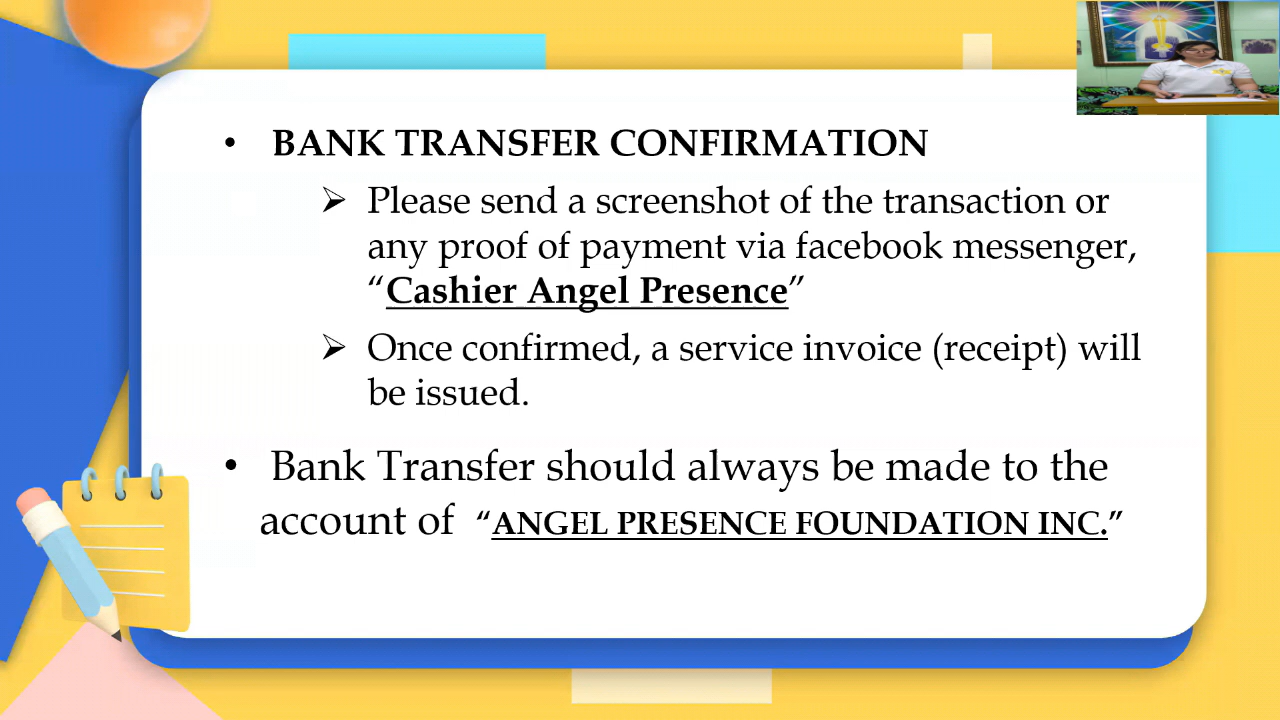 • BANK TRANSFER CONFIRMATION
➢ Please send a screenshot of the transaction or
any proof of payment via facebook messenger,
“Cashier Angel Presence”
➢ Once confirmed, a service invoice (receipt) will
be issued.
• Bank Transfer should always be made to the
account of “ANGEL PRESENCE FOUNDATION INC.”